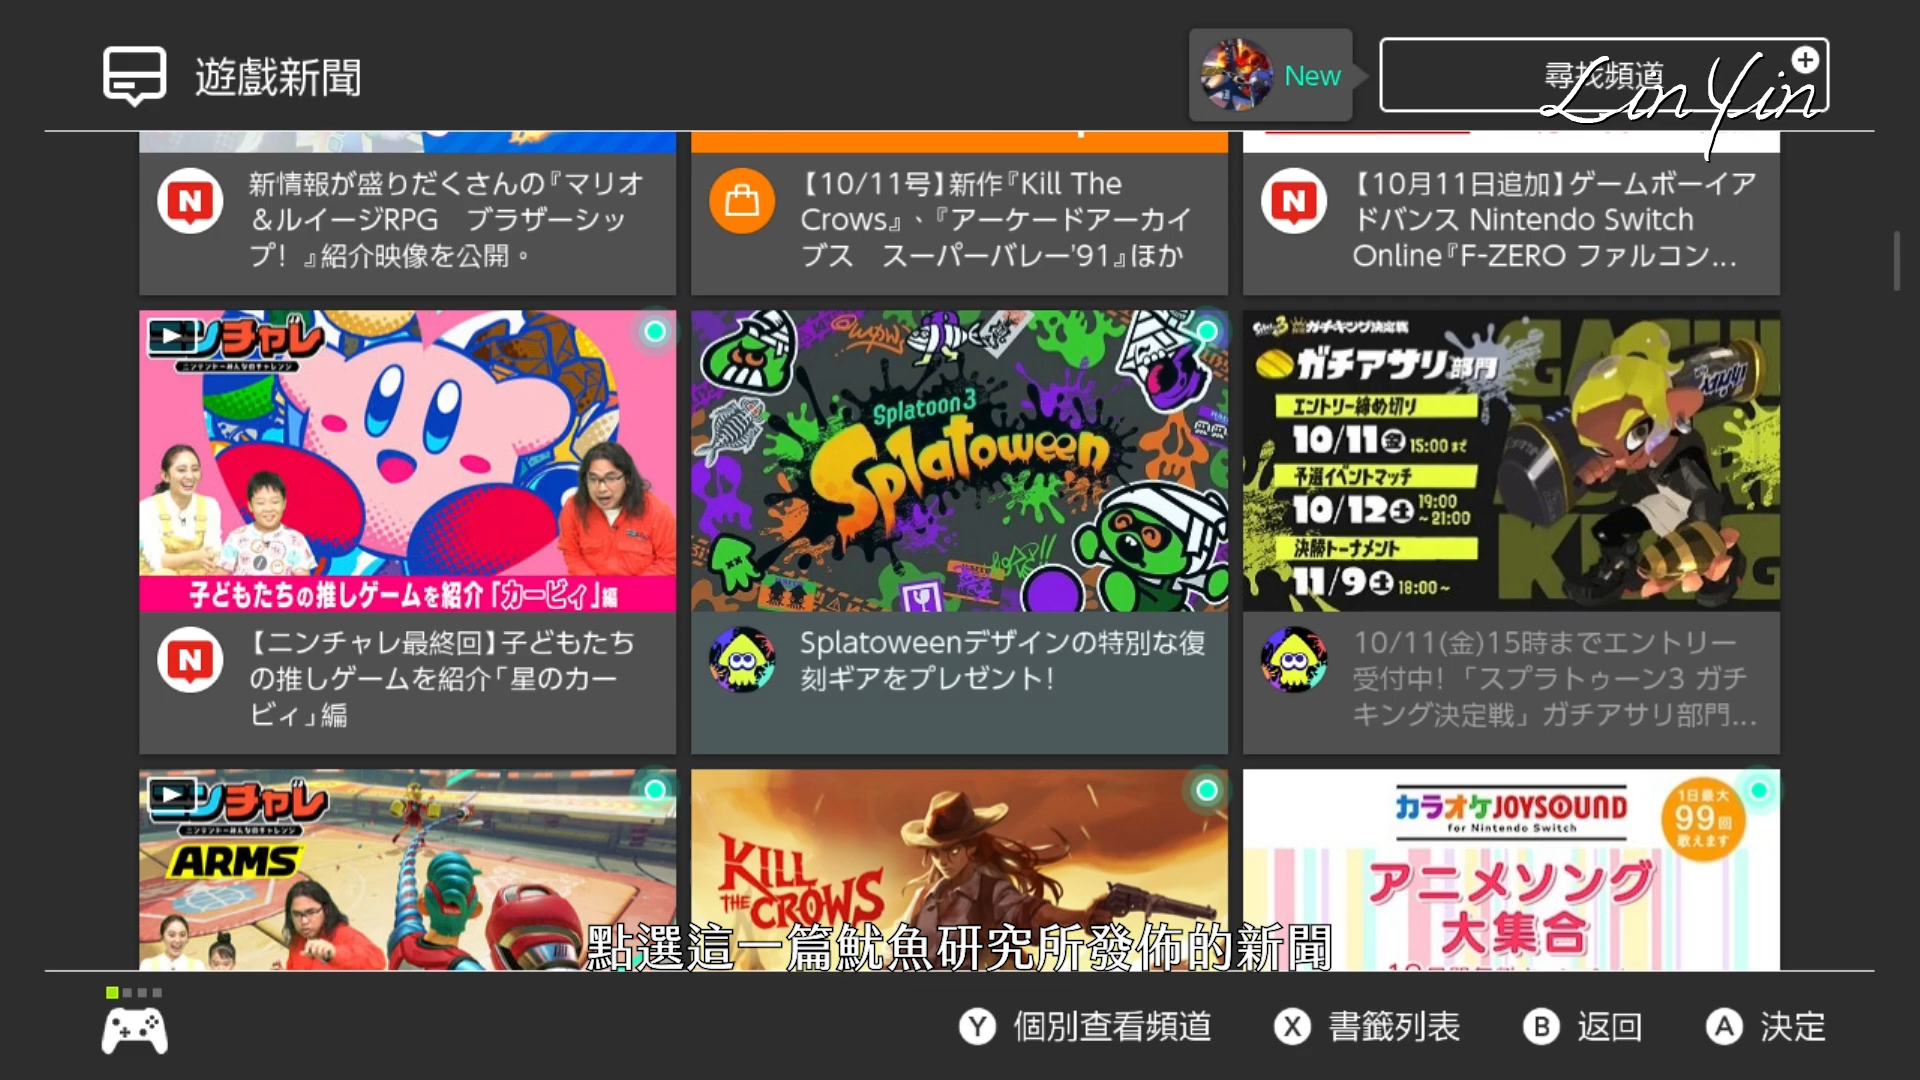 遊戲新聞
New
尋找頻道
Lin Yin
新情報が盛りだくさんの『マリオ
＆ルイージRPG　ブラザーシッ
プ！』紹介映像を公開。
【10/11号】新作『Kill The
Crows』、『アーケードアーカイ
ブス　スーパーバレー'91』ほか
【10月11日追加】ゲームボーイア
ドバンス Nintendo Switch
Online『F-ZERO ファルコン...
ニンチャレ
子どもたちの推しゲームを紹介「カービィ」編
【ニンチャレ最終回】子どもたち
の推しゲームを紹介「星のカー
ビィ」編
Splatoon 3
Splatoween
Splatoweenデザインの特別な復
刻ギアをプレゼント！
ガチアサリ部門
エントリー締め切り
10/11金 15:00まで
予選イベントマッチ
10/12土 19:00
～21:00
決勝トーナメント
11/9土 18:00～
10/11(金)15時までエントリー
受付中！「スプラトゥーン3 ガチ
キング決定戦」ガチアサリ部門...
ニンチャレ
ARMS
KILL
THE CROWS
カラオケJOYSOUND
for Nintendo Switch
1日最大
99回
歌えます
アニメソング
大集合
點選這一篇魷魚研究所發佈的新聞
Y 個別查看頻道
X 書籤列表
B 返回
A 決定